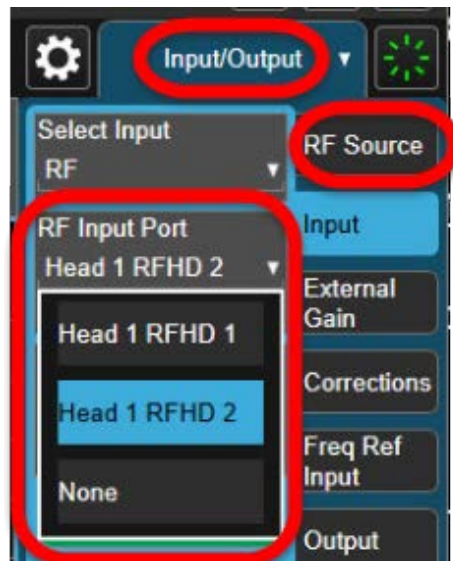 Input/Output
Select Input
RF
RF Input Port
Head 1 RFHD 2
Head 1 RFHD 1
Head 1 RFHD 2
None
RF Source
Input
External
Gain
Corrections
Freq Ref
Input
Output